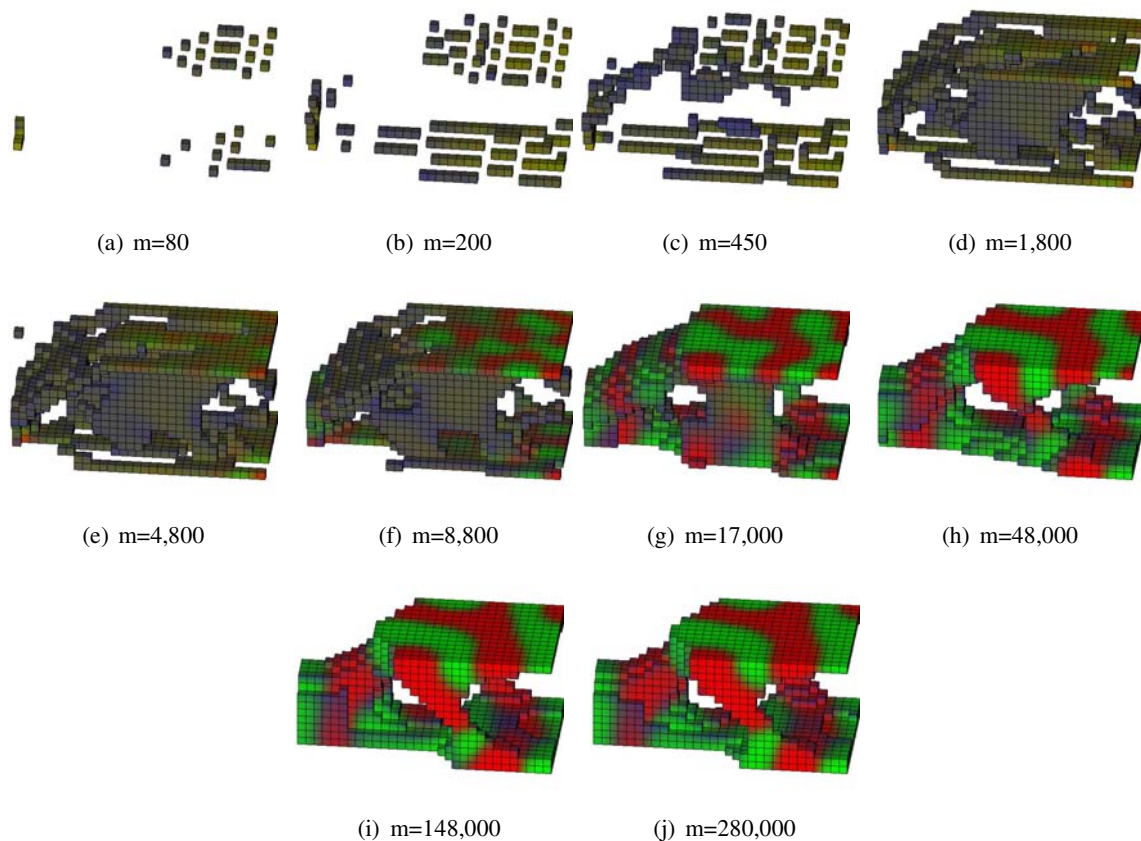 (a) m=80
(b) m=200
(c) m=450
(d) m=1,800
(e) m=4,800
(f) m=8,800
(g) m=17,000
(h) m=48,000
(i) m=148,000
(j) m=280,000